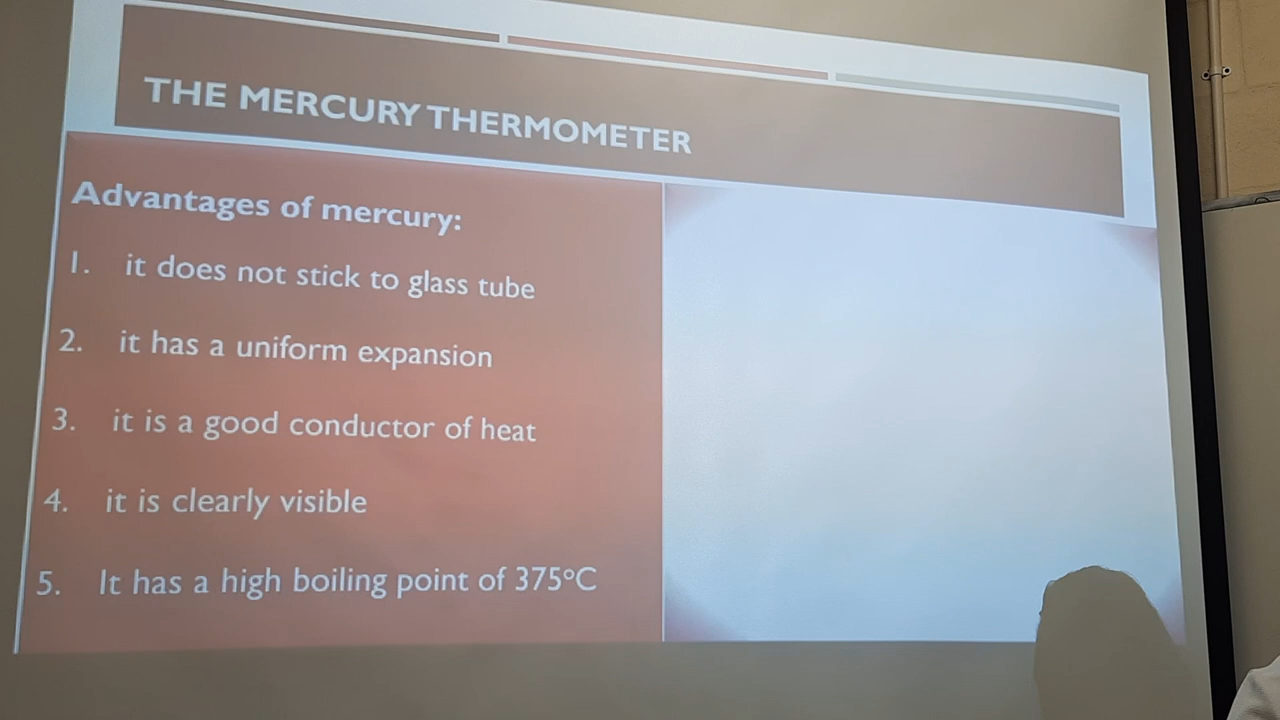 THE MERCURY THERMOMETER
Advantages of mercury:
1. it does not stick to glass tube
2. it has a uniform expansion
3. it is a good conductor of heat
4. it is clearly visible
5. It has a high boiling point of 375°C